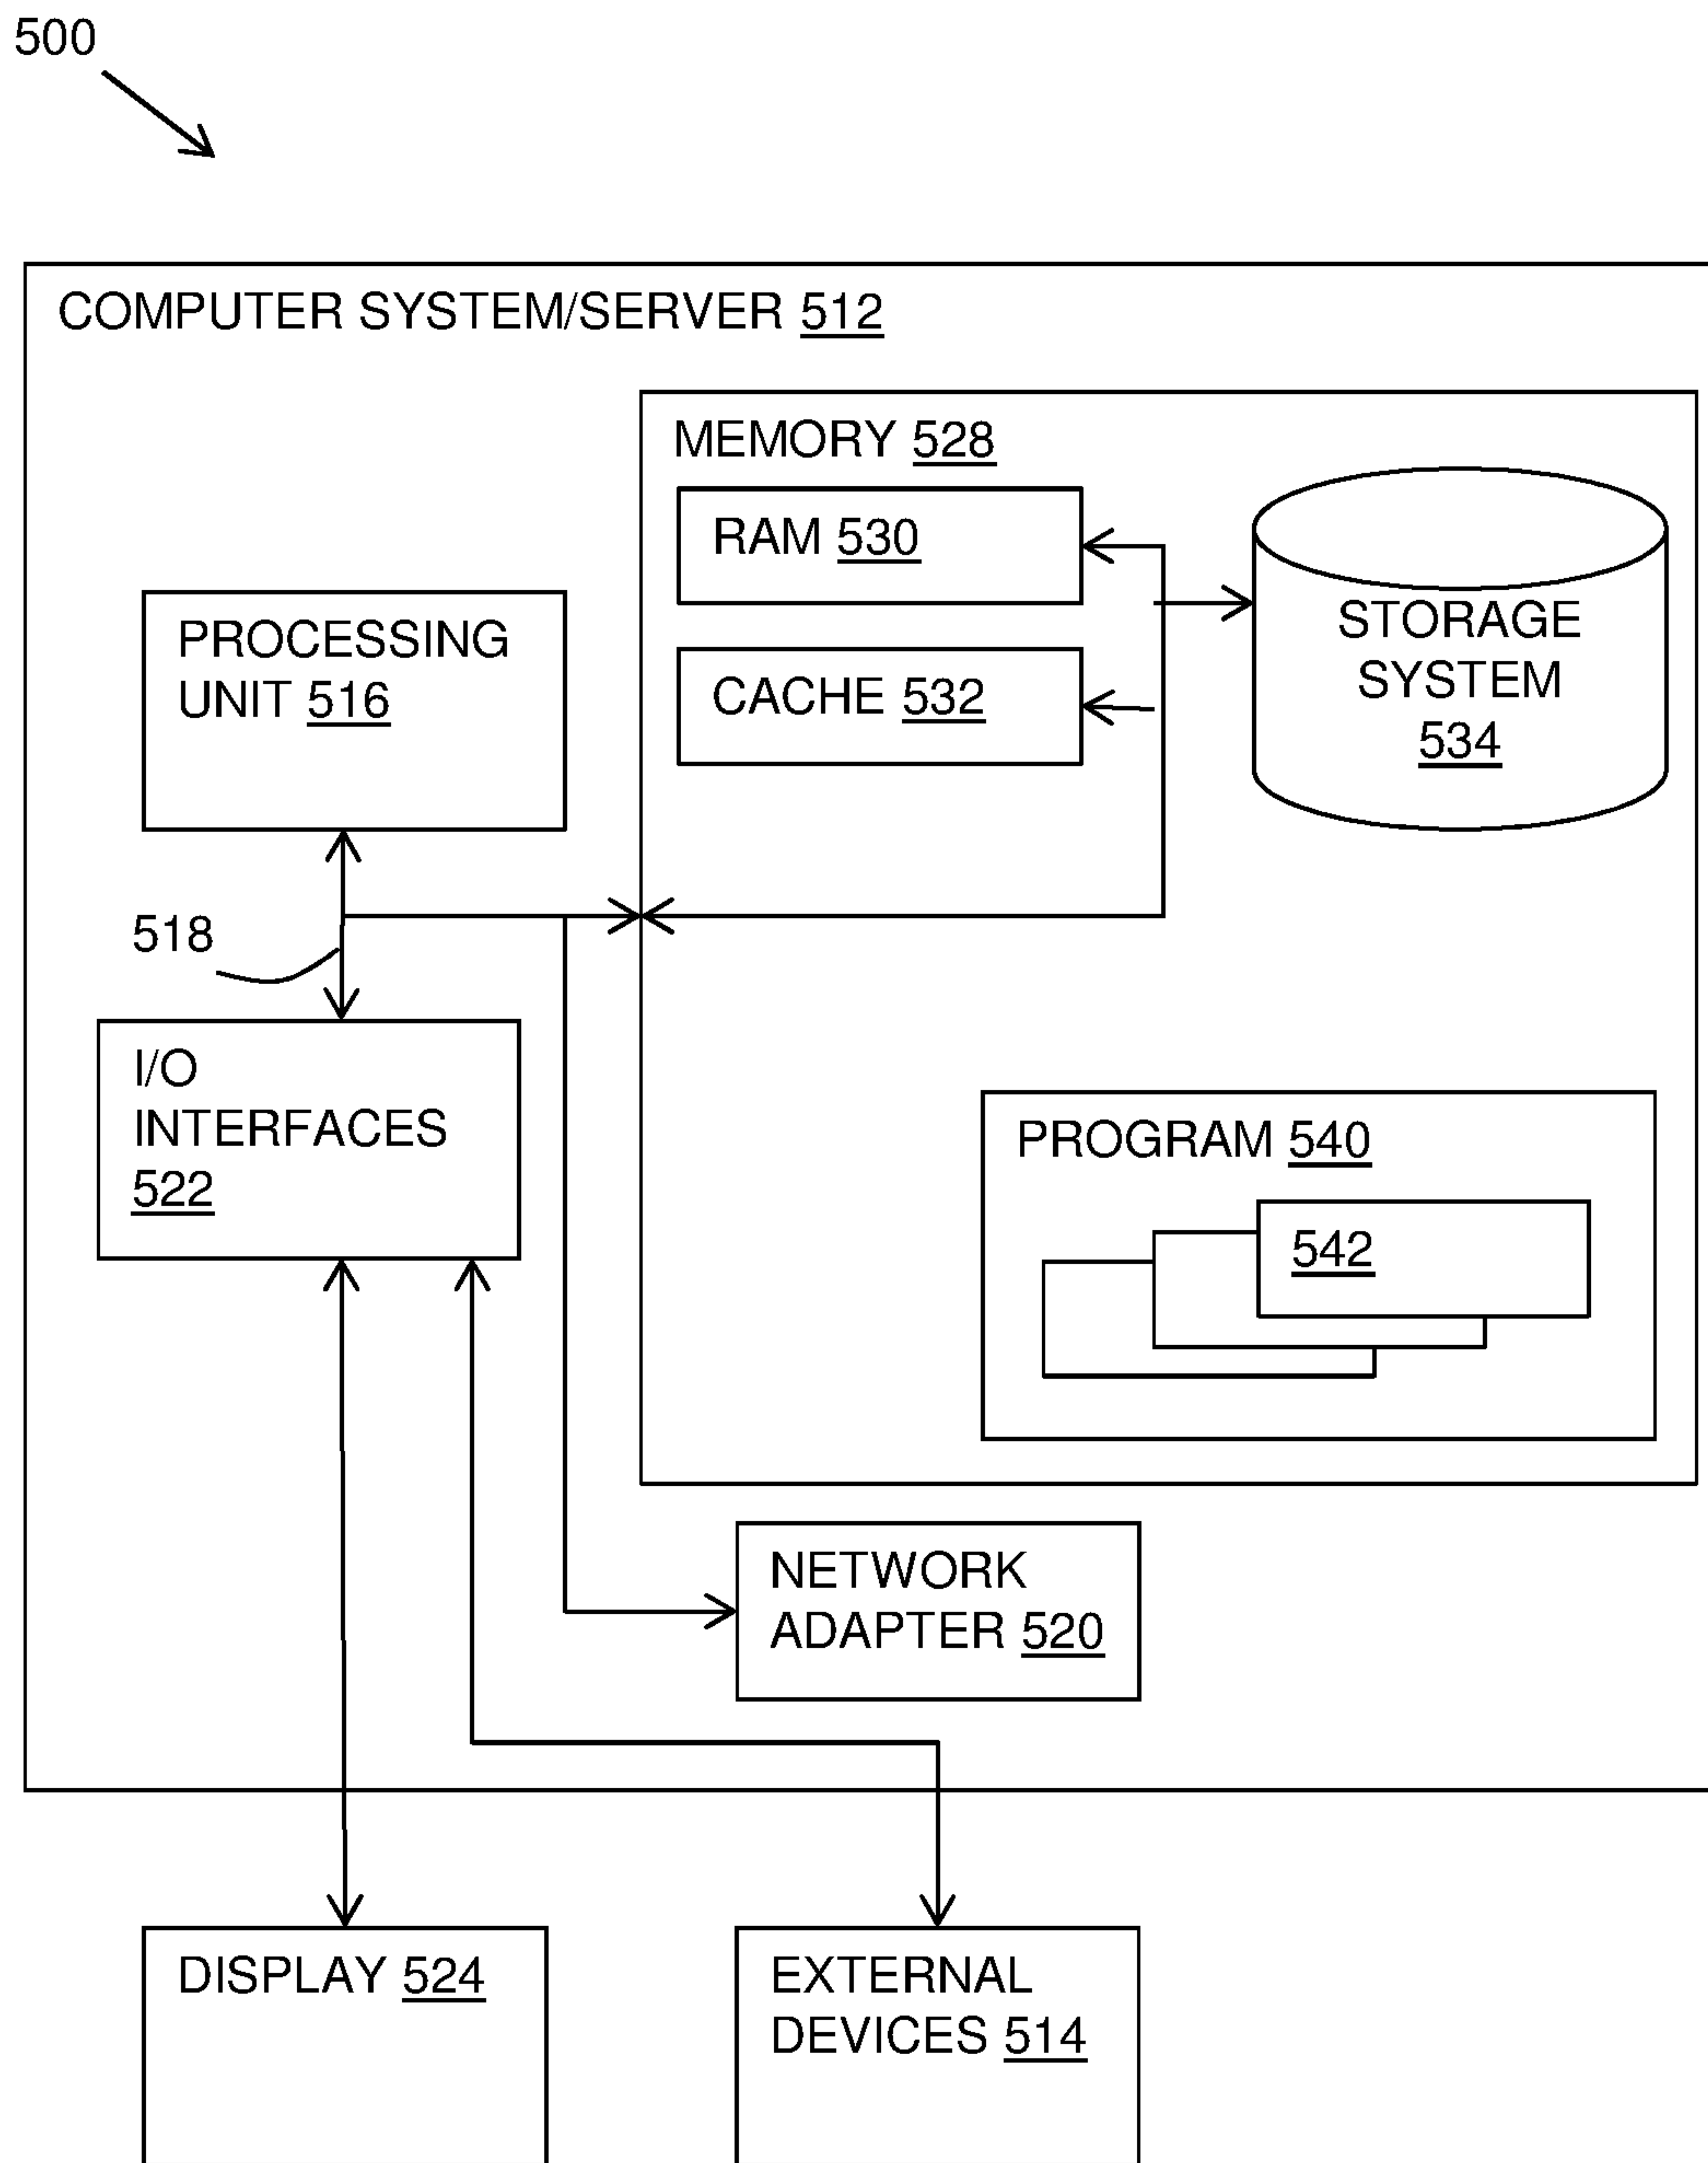 500
COMPUTER SYSTEM/SERVER 512
MEMORY 528
RAM 530
CACHE 532
STORAGE
SYSTEM
534
PROCESSING
UNIT 516
518
I/O
INTERFACES
522
PROGRAM 540
542
NETWORK
ADAPTER 520
DISPLAY 524
EXTERNAL
DEVICES 514